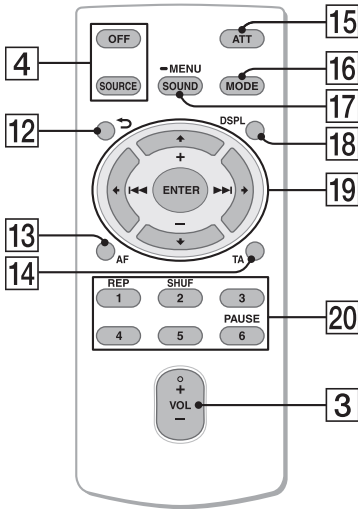 OFF
ATT
15
4
MENU
16
SOURCE
SOUND
MODE
17
12
DSPL
18
+
ENTER
19
−
13
AF
TA
14
REP
SHUF
1
2
3
PAUSE
20
4
5
6
+
VOL
3
−